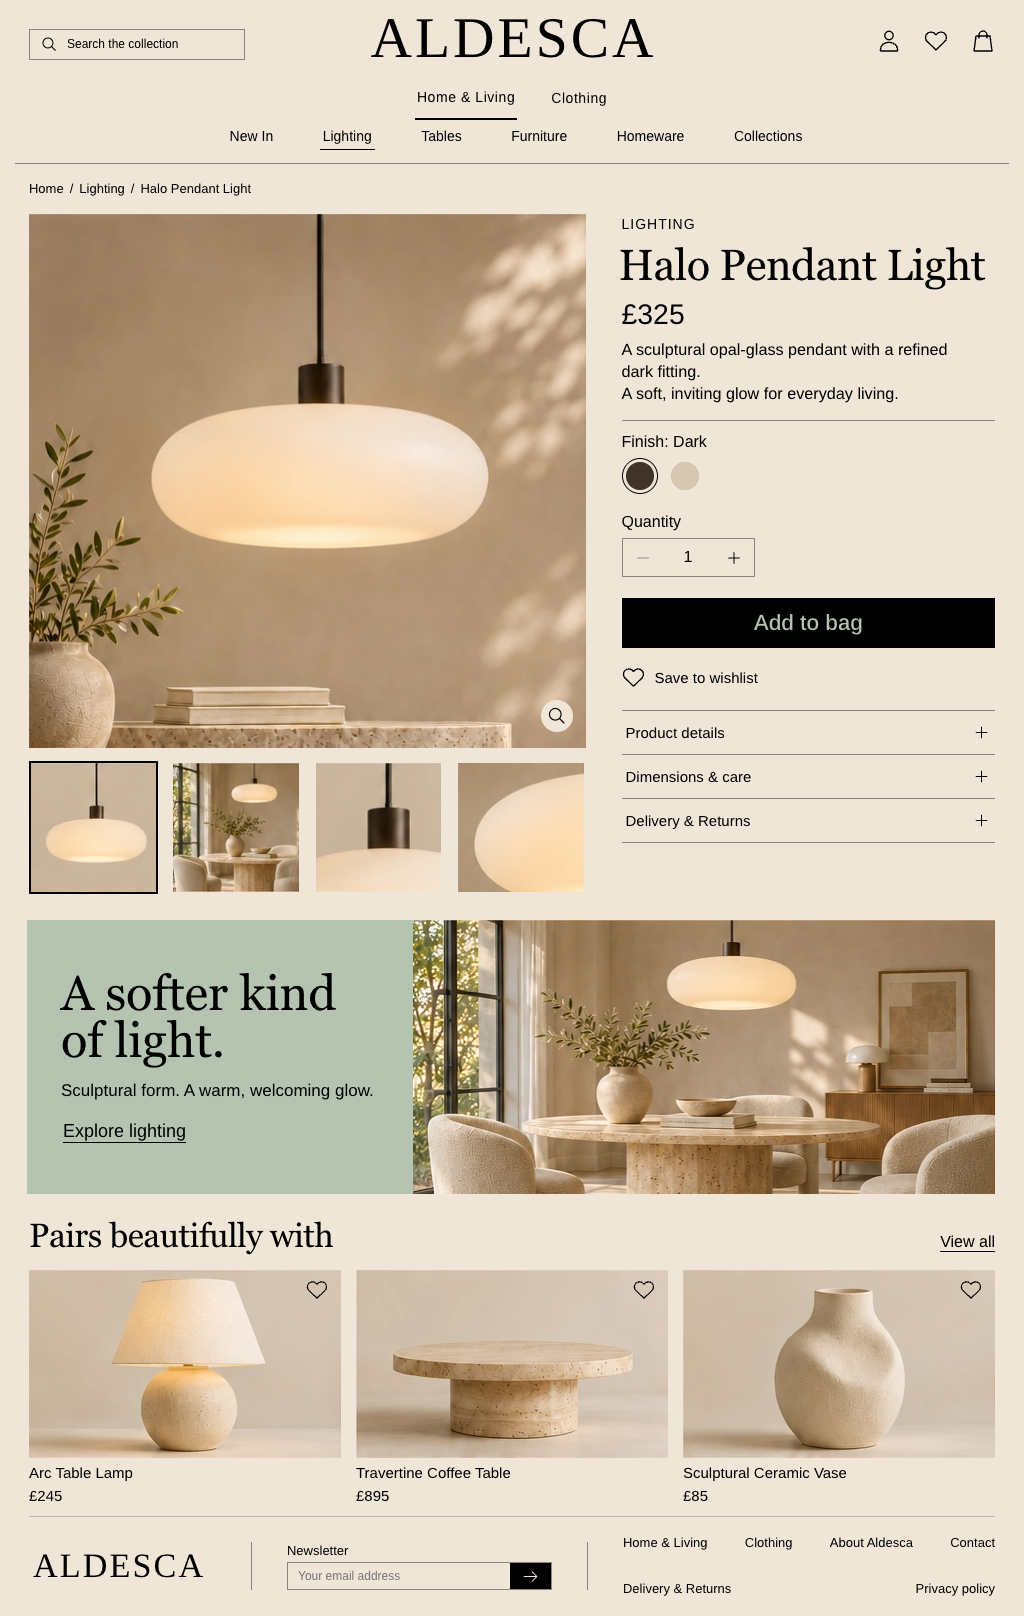 Search the collection
ALDESCA
Home & Living
Clothing
New In
Lighting
Tables
Furniture
Homeware
Collections
Home / Lighting / Halo Pendant Light
LIGHTING
Halo Pendant Light
£325
A sculptural opal-glass pendant with a refined
dark fitting.
A soft, inviting glow for everyday living.
Finish: Dark
Quantity
1
Add to bag
Save to wishlist
Product details
Dimensions & care
Delivery & Returns
A softer kind
of light.
Sculptural form. A warm, welcoming glow.
Explore lighting
Pairs beautifully with
View all
Arc Table Lamp
£245
Travertine Coffee Table
£895
Sculptural Ceramic Vase
£85
ALDESCA
Newsletter
Your email address
Home & Living
Clothing
About Aldesca
Contact
Delivery & Returns
Privacy policy